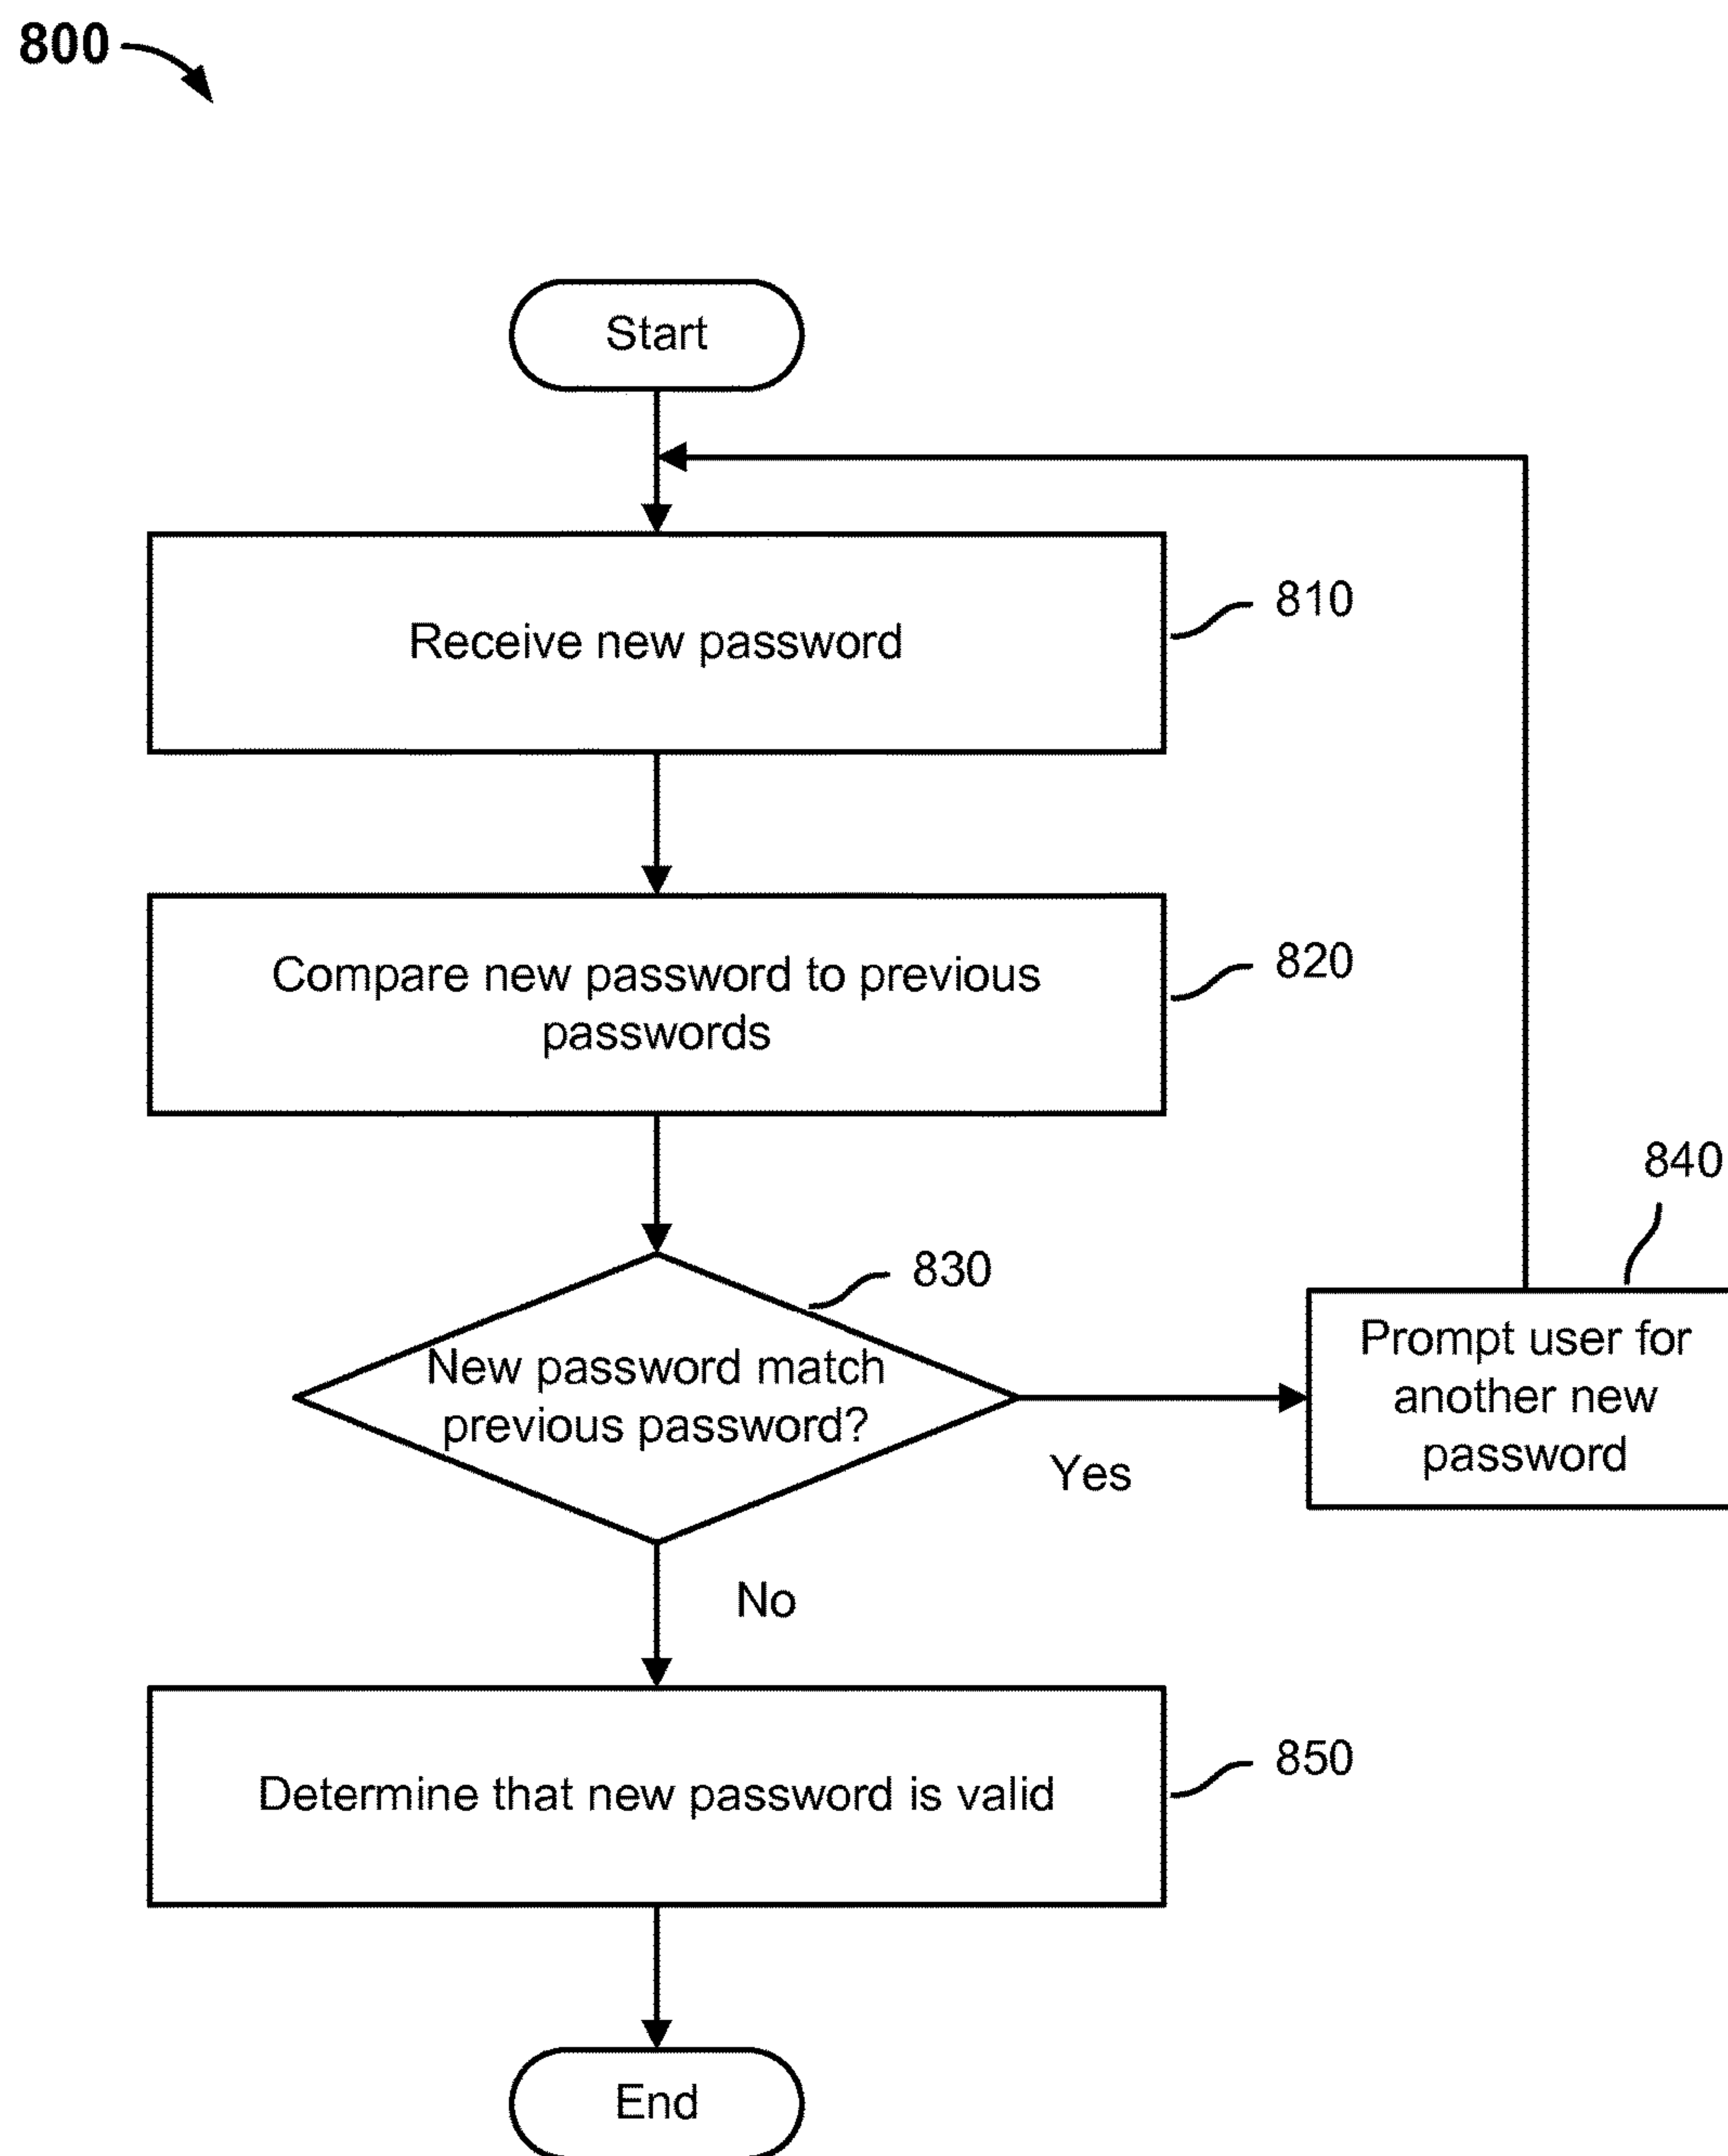 800
Start
Receive new password
810
Compare new password to previous
passwords
820
830
New password match
previous password?
Yes
840
Prompt user for
another new
password
No
Determine that new password is valid
850
End